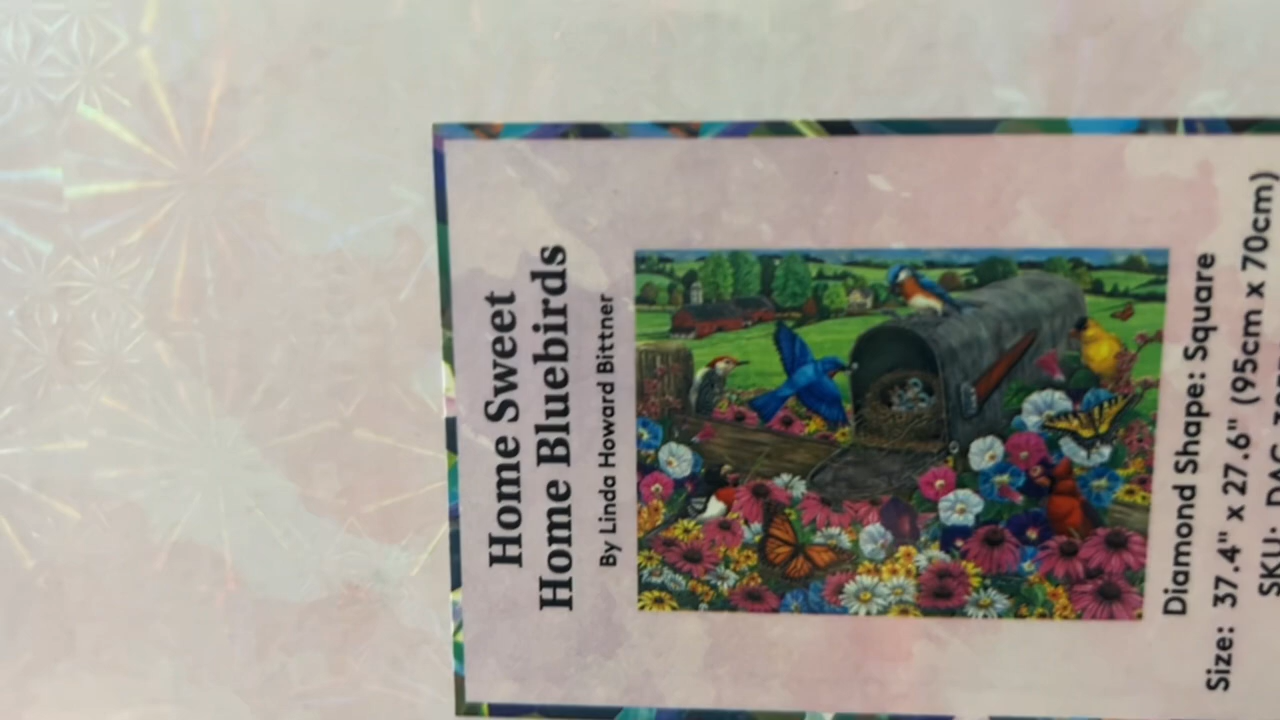 Home Sweet
Home Bluebirds
By Linda Howard Bittner
Diamond Shape: Square
Size: 37.4" x 27.6" (95cm x 70cm)
SKU: